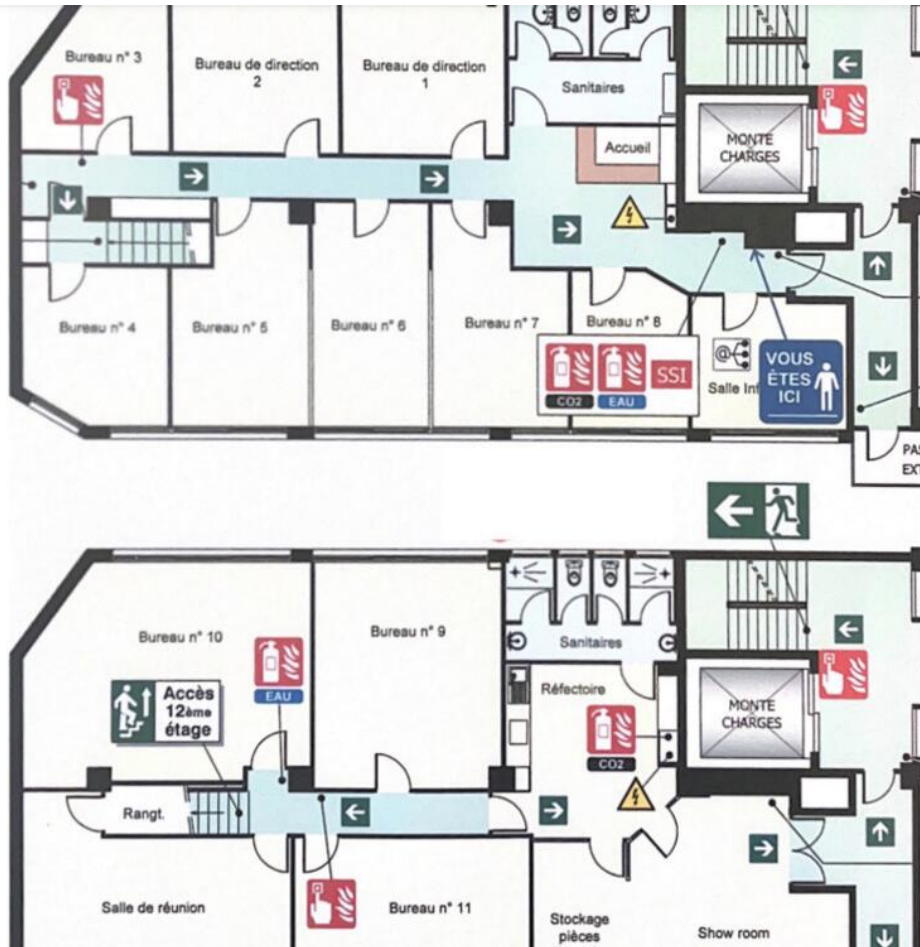 Bureau n° 3
Bureau de direction
2
Bureau de direction
1
Sanitaires
Accueil
MONTE
CHARGES
Bureau n° 4
Bureau n° 5
Bureau n° 6
Bureau n° 7
Bureau n° 8
CO2
EAU
SSI
@
Salle Inf
VOUS
ÊTES
ICI
PAS
EXT
Bureau n° 10
Bureau n° 9
Sanitaires
EAU
Accès
12ème
étage
Réfectoire
CO2
MONTE
CHARGES
Rangt.
Salle de réunion
Bureau n° 11
Stockage
pièces
Show room